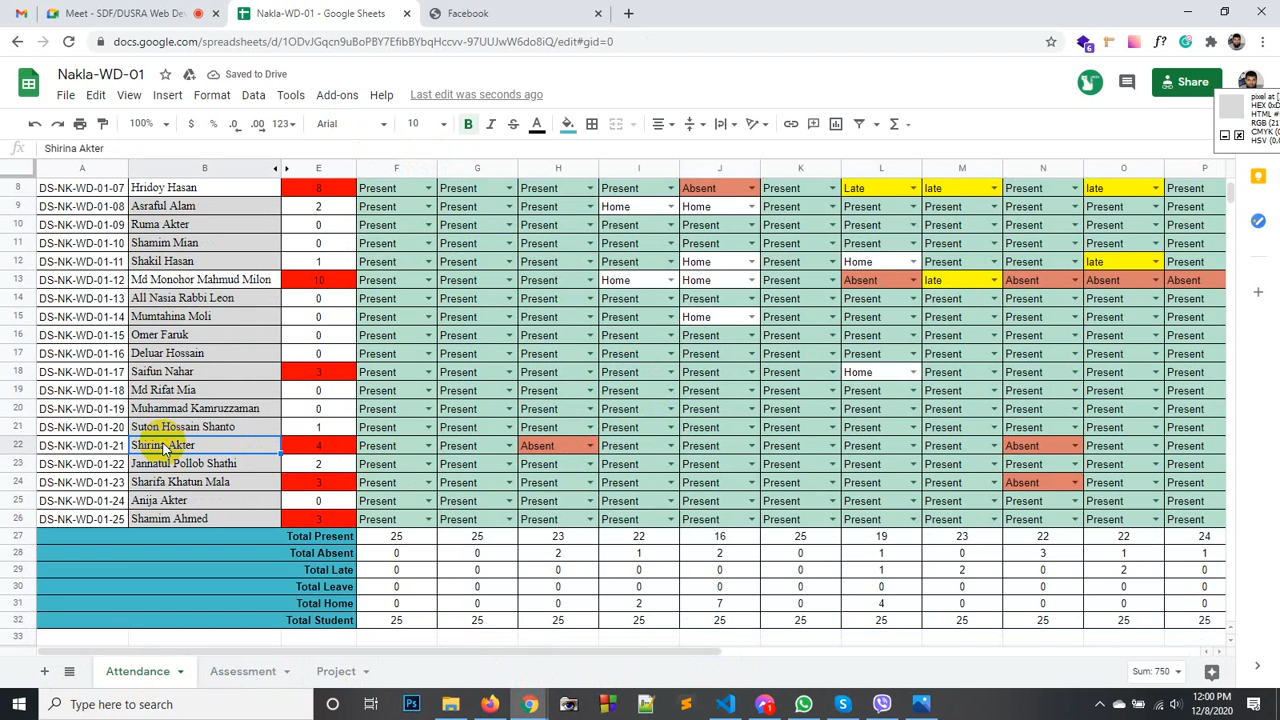 Meet - SDF/DUSRA Web De
Nakla-WD-01 - Google Sheets
Facebook
docs.google.com/spreadsheets/d/1ODvJGqcn9uBoPBY7EfibBYbqHccvv-97UUJwW6do8iQ/edit#gid=0
Nakla-WD-01
Saved to Drive
File Edit View Insert Format Data Tools Add-ons Help Last edit was seconds ago
Share
pixel at [
HEX 0xD
HTML #
RGB (21
CMYK (0
HSV (0,0
100% $ % .0 .00 123 Arial 10 B I S A
fx Shirina Akter
A B E F G H I J K L M N O P
8 DS-NK-WD-01-07 Hridoy Hasan 8 Present Present Present Present Absent Present Late late Present late Present
9 DS-NK-WD-01-08 Asraful Alam 2 Present Present Present Home Home Present Present Present Present Present Present
10 DS-NK-WD-01-09 Ruma Akter 0 Present Present Present Present Present Present Present Present Present Present Present
11 DS-NK-WD-01-10 Shamim Mian 0 Present Present Present Present Present Present Present Present Present Present Present
12 DS-NK-WD-01-11 Shakil Hasan 1 Present Present Present Present Home Present Home Present Present late Present
13 DS-NK-WD-01-12 Md Monohor Mahmud Milon 10 Present Present Present Home Home Present Absent late Absent Absent Absent
14 DS-NK-WD-01-13 All Nasia Rabbi Leon 0 Present Present Present Present Present Present Present Present Present Present Present
15 DS-NK-WD-01-14 Mumtahina Moli 0 Present Present Present Present Home Present Present Present Present Present Present
16 DS-NK-WD-01-15 Omer Faruk 0 Present Present Present Present Present Present Present Present Present Present Present
17 DS-NK-WD-01-16 Deluar Hossain 0 Present Present Present Present Present Present Present Present Present Present Present
18 DS-NK-WD-01-17 Saifun Nahar 3 Present Present Present Present Present Present Home Present Present Present Present
19 DS-NK-WD-01-18 Md Rifat Mia 0 Present Present Present Present Present Present Present Present Present Present Present
20 DS-NK-WD-01-19 Muhammad Kamruzzaman 0 Present Present Present Present Present Present Present Present Present Present Present
21 DS-NK-WD-01-20 Suton Hossain Shanto 1 Present Present Present Present Present Present Present Present Present Present Present
22 DS-NK-WD-01-21 Shirina Akter 4 Present Present Absent Present Present Present Present Present Absent Present Present
23 DS-NK-WD-01-22 Jannatul Pollob Shathi 2 Present Present Present Present Present Present Present Present Present Present Present
24 DS-NK-WD-01-23 Sharifa Khatun Mala 3 Present Present Present Present Present Present Present Present Absent Present Present
25 DS-NK-WD-01-24 Anija Akter 0 Present Present Present Present Present Present Present Present Present Present Present
26 DS-NK-WD-01-25 Shamim Ahmed 3 Present Present Present Present Present Present Present Present Present Present Present
27 Total Present 25 25 23 22 16 25 19 23 22 22 24
28 Total Absent 0 0 2 1 2 0 1 0 3 1 1
29 Total Late 0 0 0 0 0 0 1 2 0 2 0
30 Total Leave 0 0 0 0 0 0 0 0 0 0 0
31 Total Home 0 0 0 2 7 0 4 0 0 0 0
32 Total Student 25 25 25 25 25 25 25 25 25 25 25
33
Attendance Assessment Project Sum: 750
Type here to search
12:00 PM
12/8/2020